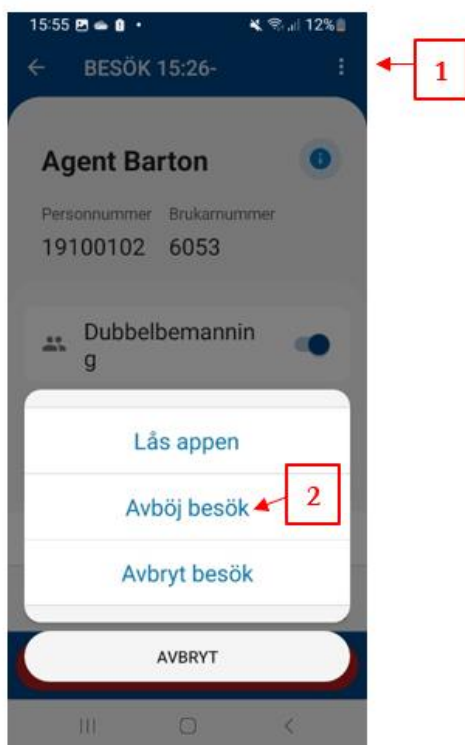 15:55 12%
BESÖK 15:26-
1
Agent Barton
Personnummer Brukarnummer
19100102 6053
Dubbelbemannin
g
Lås appen
Avböj besök
2
Avbryt besök
AVBRYT